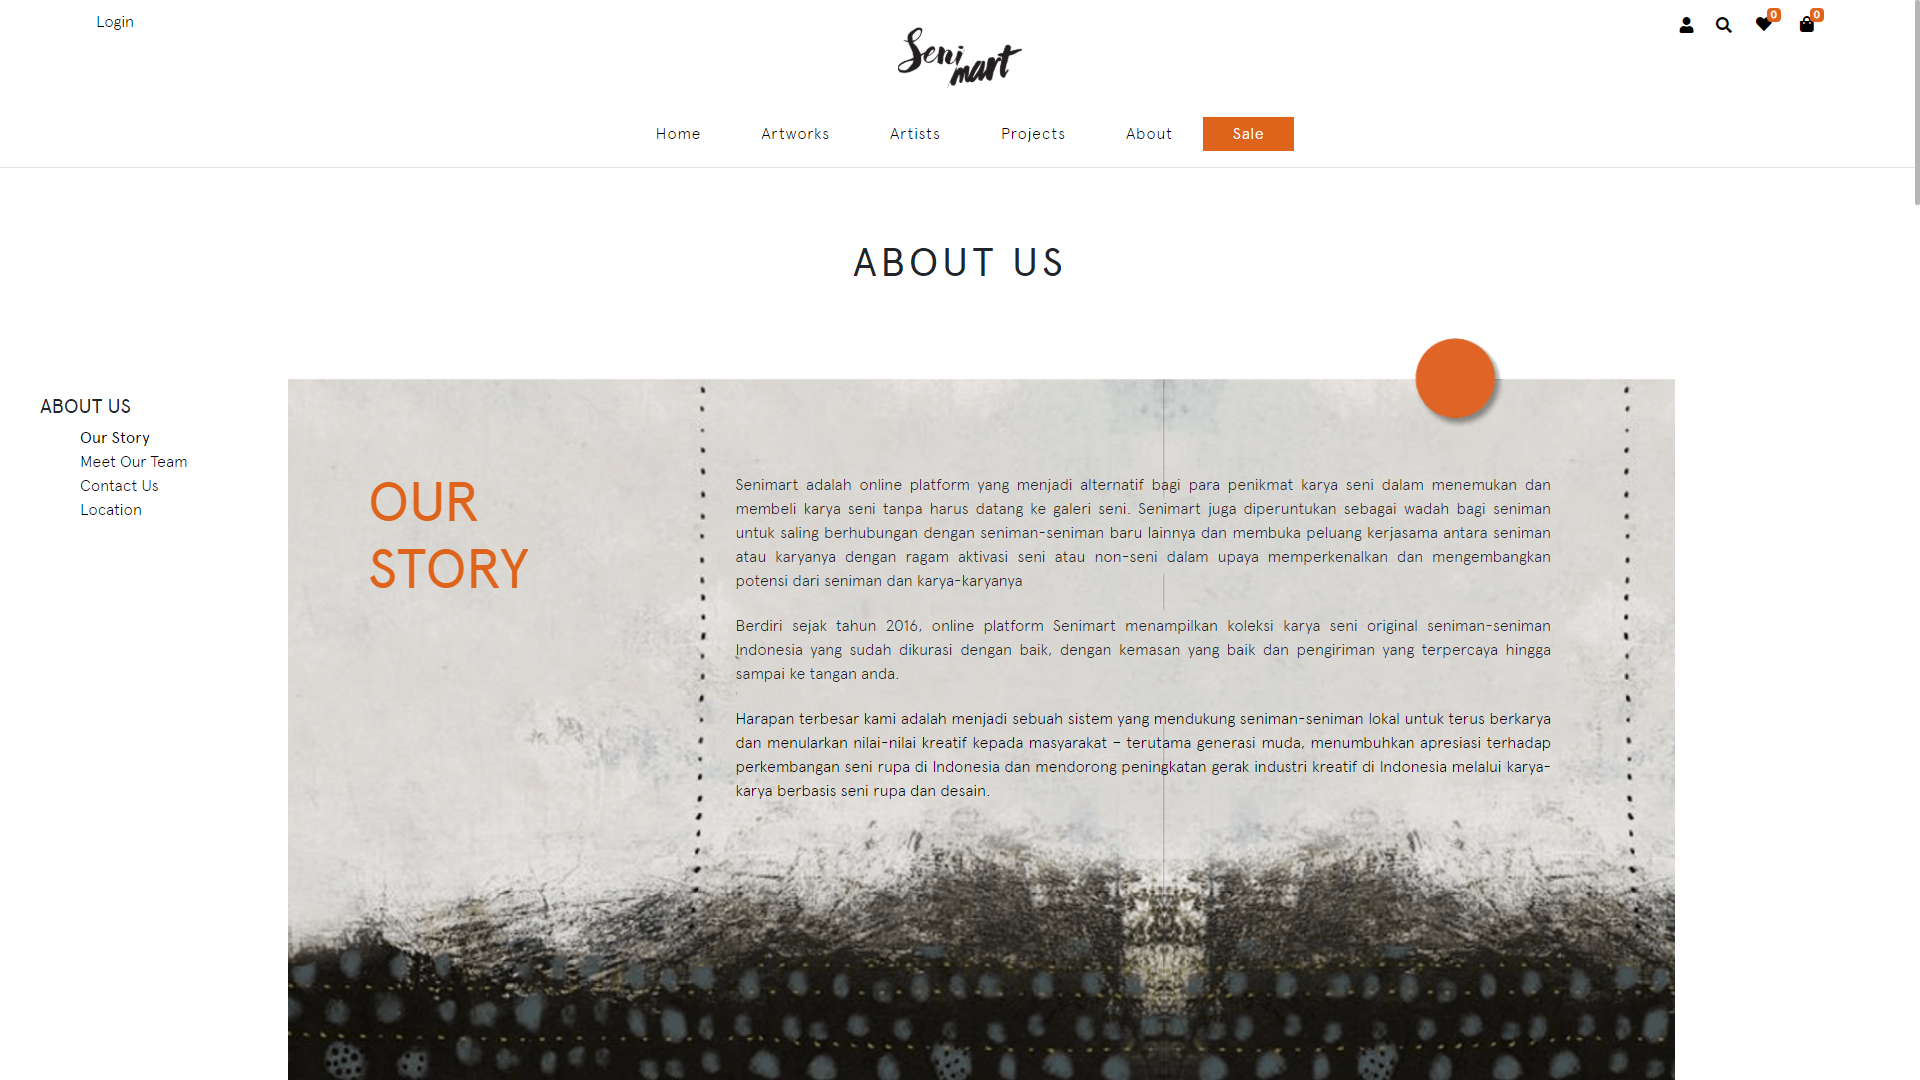 Login
Seni
mart
0
0
Home
Artworks
Artists
Projects
About
Sale
ABOUT US
ABOUT US
Our Story
Meet Our Team
Contact Us
Location
OUR
STORY
Senimart adalah online platform yang menjadi alternatif bagi para penikmat karya seni dalam menemukan dan
membeli karya seni tanpa harus datang ke galeri seni. Senimart juga diperuntukan sebagai wadah bagi seniman
untuk saling berhubungan dengan seniman-seniman baru lainnya dan membuka peluang kerjasama antara seniman
atau karyanya dengan ragam aktivasi seni atau non-seni dalam upaya memperkenalkan dan mengembangkan
potensi dari seniman dan karya-karyanya
Berdiri sejak tahun 2016, online platform Senimart menampilkan koleksi karya seni original seniman-seniman
Indonesia yang sudah dikurasi dengan baik, dengan kemasan yang baik dan pengiriman yang terpercaya hingga
sampai ke tangan anda.
Harapan terbesar kami adalah menjadi sebuah sistem yang mendukung seniman-seniman lokal untuk terus berkarya
dan menularkan nilai-nilai kreatif kepada masyarakat – terutama generasi muda, menumbuhkan apresiasi terhadap
perkembangan seni rupa di Indonesia dan mendorong peningkatan gerak industri kreatif di Indonesia melalui karya-
karya berbasis seni rupa dan desain.